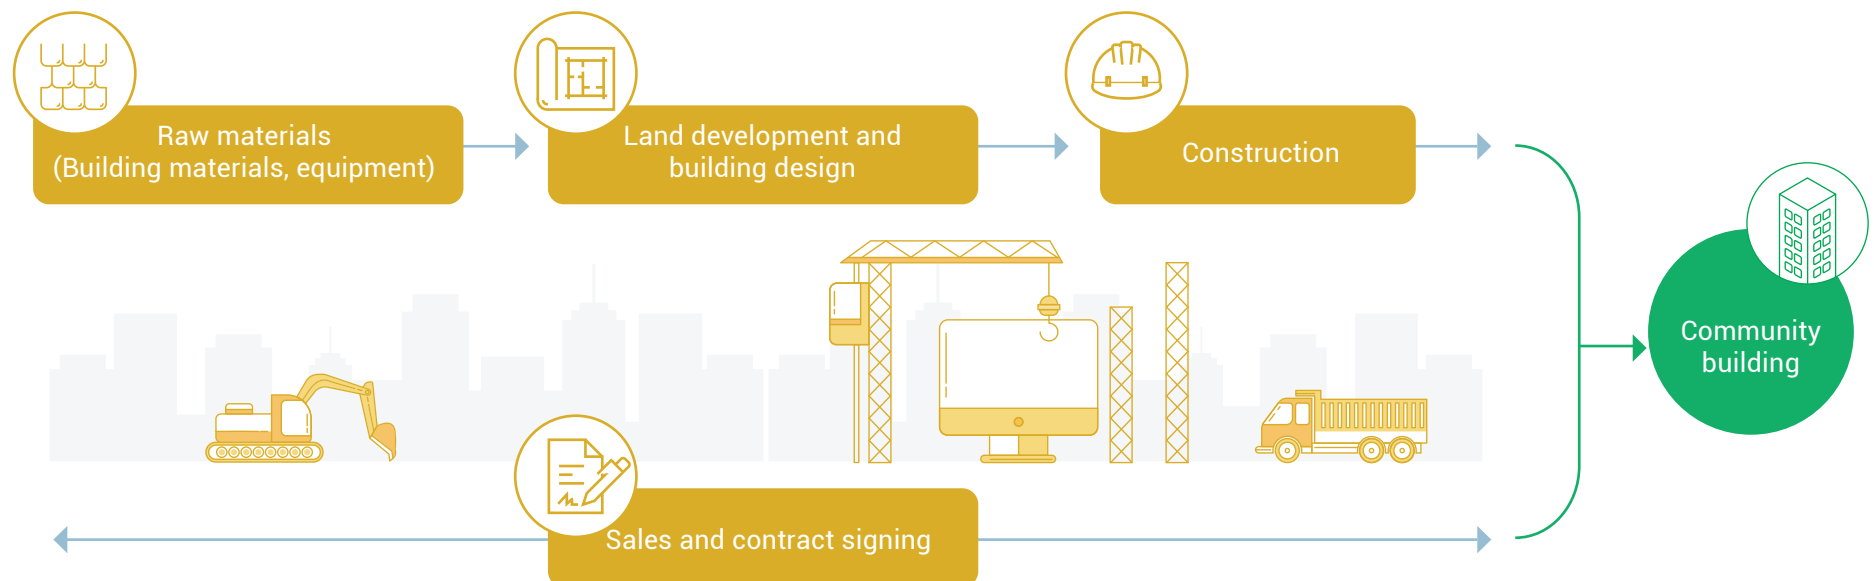 Raw materials
(Building materials, equipment)
Land development and
building design
Construction
Community
building
Sales and contract signing